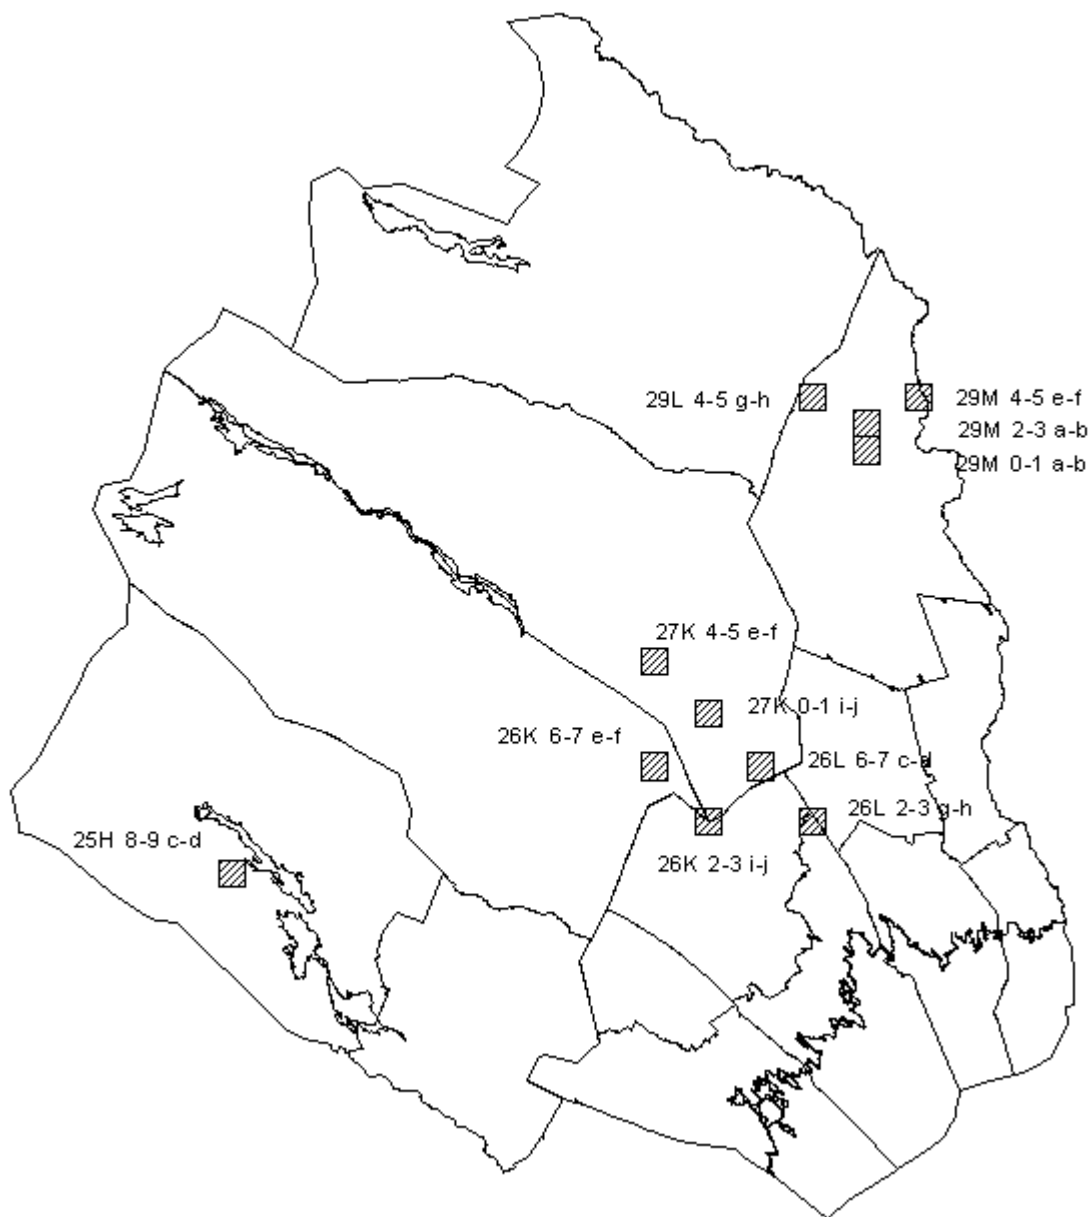 29L 4-5 g-h
29M 4-5 e-f
29M 2-3 a-b
29M 0-1 a-b
27K 4-5 e-f
27K 0-1 i-j
26K 6-7 e-f
26L 6-7 c-d
26L 2-3 g-h
25H 8-9 c-d
26K 2-3 i-j